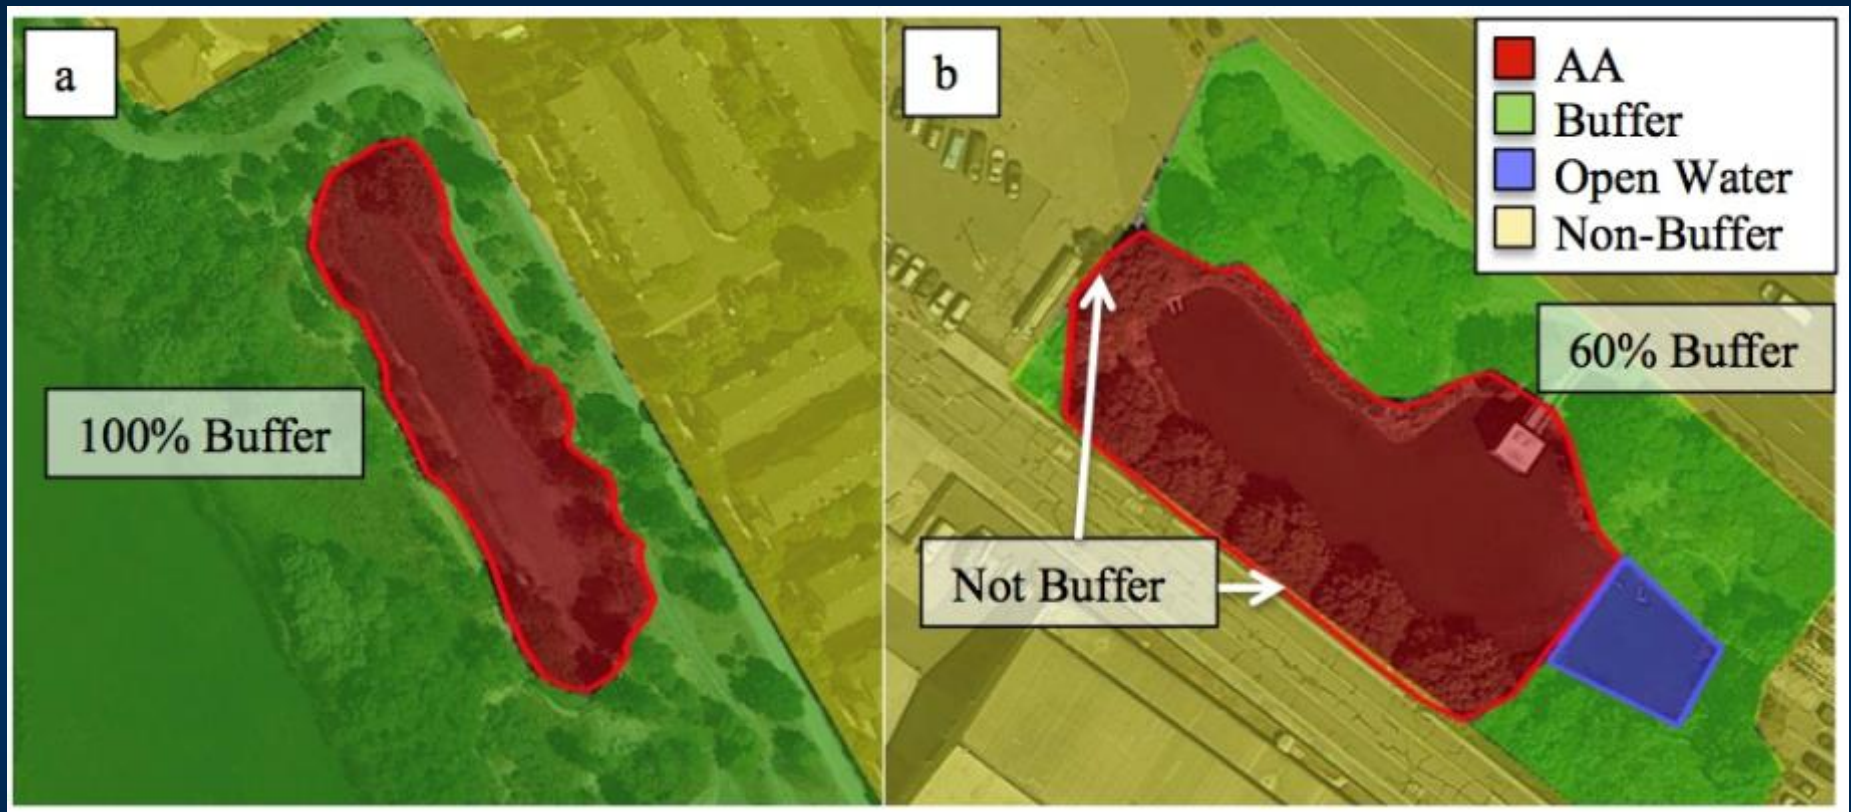 a
100% Buffer
b
AA
Buffer
Open Water
Non-Buffer
60% Buffer
Not Buffer